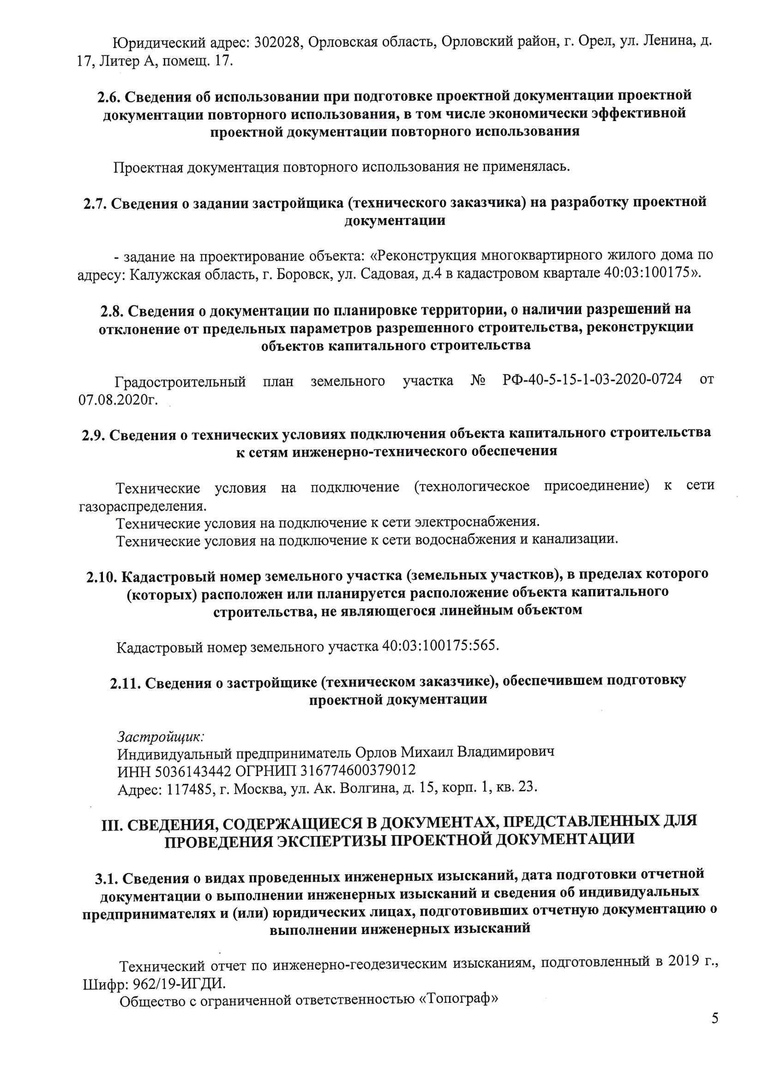 Юридический адрес: 302028, Орловская область, Орловский район, г. Орел, ул. Ленина, д.
17, Литер А, помещ. 17.
2.6. Сведения об использовании при подготовке проектной документации проектной
документации повторного использования, в том числе экономически эффективной
проектной документации повторного использования
Проектная документация повторного использования не применялась.
2.7. Сведения о задании застройщика (технического заказчика) на разработку проектной
документации
- задание на проектирование объекта: «Реконструкция многоквартирного жилого дома по
адресу: Калужская область, г. Боровск, ул. Садовая, д.4 в кадастровом квартале 40:03:100175».
2.8. Сведения о документации по планировке территории, о наличии разрешений на
отклонение от предельных параметров разрешенного строительства, реконструкции
объектов капитального строительства
Градостроительный план земельного участка № РФ-40-5-15-1-03-2020-0724 от
07.08.2020г.
2.9. Сведения о технических условиях подключения объекта капитального строительства
к сетям инженерно-технического обеспечения
Технические условия на подключение (технологическое присоединение) к сети
газораспределения.
Технические условия на подключение к сети электроснабжения.
Технические условия на подключение к сети водоснабжения и канализации.
2.10. Кадастровый номер земельного участка (земельных участков), в пределах которого
(которых) расположен или планируется расположение объекта капитального
строительства, не являющегося линейным объектом
Кадастровый номер земельного участка 40:03:100175:565.
2.11. Сведения о застройщике (техническом заказчике), обеспечившем подготовку
проектной документации
Застройщик:
Индивидуальный предприниматель Орлов Михаил Владимирович
ИНН 5036143442 ОГРНИП 316774600379012
Адрес: 117485, г. Москва, ул. Ак. Волгина, д. 15, корп. 1, кв. 23.
III. СВЕДЕНИЯ, СОДЕРЖАЩИЕСЯ В ДОКУМЕНТАХ, ПРЕДСТАВЛЕННЫХ ДЛЯ
ПРОВЕДЕНИЯ ЭКСПЕРТИЗЫ ПРОЕКТНОЙ ДОКУМЕНТАЦИИ
3.1. Сведения о видах проведенных инженерных изысканий, дата подготовки отчетной
документации о выполнении инженерных изысканий и сведения об индивидуальных
предпринимателях и (или) юридических лицах, подготовивших отчетную документацию о
выполнении инженерных изысканий
Технический отчет по инженерно-геодезическим изысканиям, подготовленный в 2019 г.,
Шифр: 962/19-ИГДИ.
Общество с ограниченной ответственностью «Топограф»
5